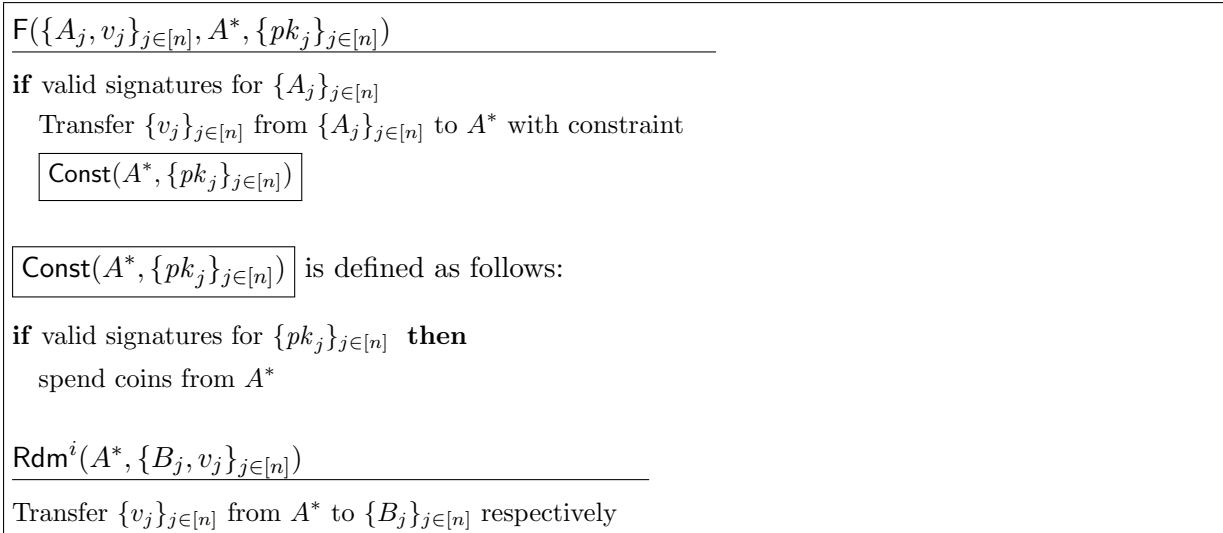 F({A_j, v_j}_{j∈[n]}, A*, {pk_j}_{j∈[n]})
if valid signatures for {A_j}_{j∈[n]}
Transfer {v_j}_{j∈[n]} from {A_j}_{j∈[n]} to A* with constraint
Const(A*, {pk_j}_{j∈[n]})
Const(A*, {pk_j}_{j∈[n]}) is defined as follows:
if valid signatures for {pk_j}_{j∈[n]} then
spend coins from A*
Rdm^i(A*, {B_j, v_j}_{j∈[n]})
Transfer {v_j}_{j∈[n]} from A* to {B_j}_{j∈[n]} respectively